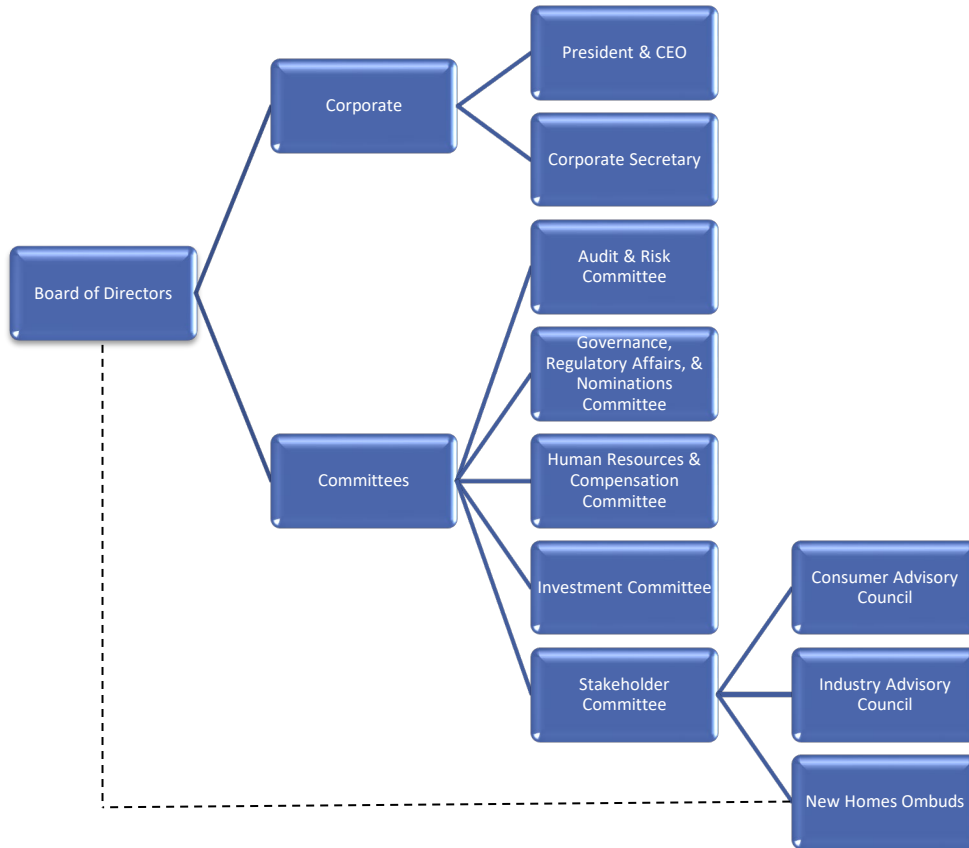 President & CEO
Corporate
Corporate Secretary
Audit & Risk
Committee
Board of Directors
Governance,
Regulatory Affairs, &
Nominations
Committee
Committees
Human Resources &
Compensation
Committee
Investment Committee
Consumer Advisory
Council
Stakeholder
Committee
Industry Advisory
Council
New Homes Ombuds